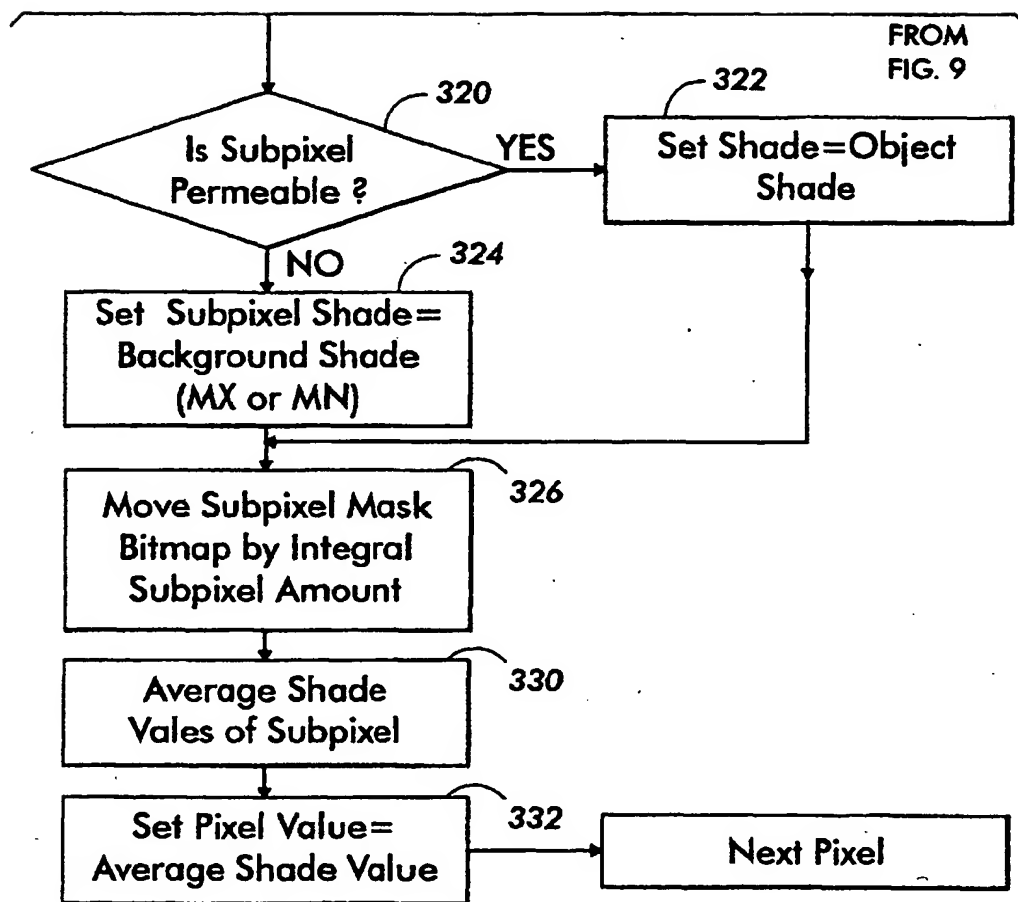 FROM
FIG. 9
320
322
Is Subpixel
Permeable ?
YES
Set Shade=Object
Shade
NO
324
Set Subpixel Shade=
Background Shade
(MX or MN)
326
Move Subpixel Mask
Bitmap by Integral
Subpixel Amount
330
Average Shade
Vales of Subpixel
332
Set Pixel Value=
Average Shade Value
Next Pixel